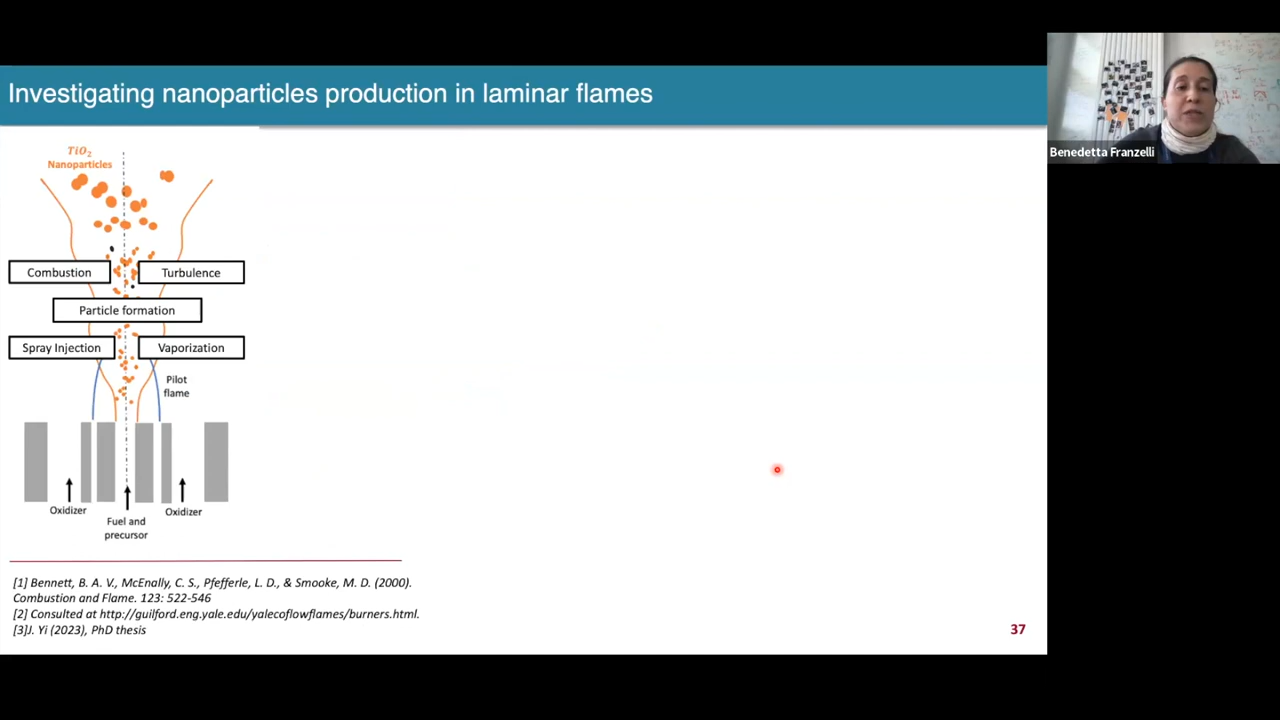 Investigating nanoparticles production in laminar flames
Benedetta Franzelli
TiO2
Nanoparticles
Combustion
Turbulence
Particle formation
Spray Injection
Vaporization
Pilot
flame
Oxidizer
Oxidizer
Fuel and
precursor
[1] Bennett, B. A. V., McEnally, C. S., Pfefferle, L. D., & Smooke, M. D. (2000).
Combustion and Flame. 123: 522-546
[2] Consulted at http://guilford.eng.yale.edu/yalecoflowflames/burners.html.
[3]J. Yi (2023), PhD thesis
37